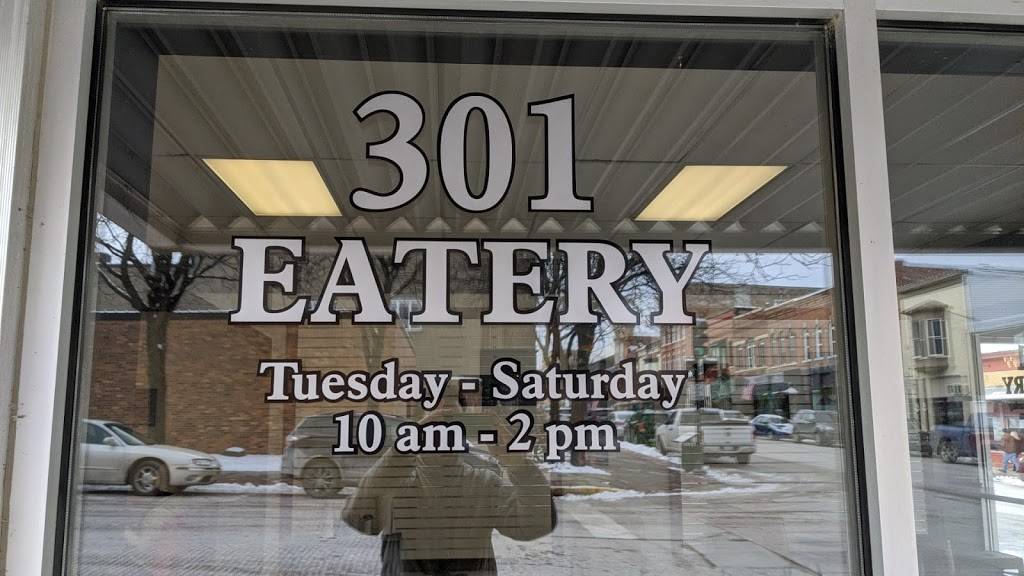 301
EATERY
Tuesday - Saturday
10 am - 2 pm